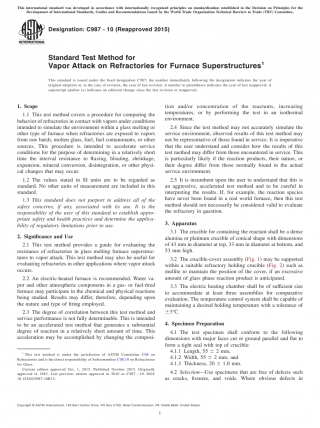 This international standard was developed in accordance with internationally recognized principles on standardization established in the Decision on Principles for the
Development of International Standards, Guides and Recommendations issued by the World Trade Organization Technical Barriers to Trade (TBT) Committee.
Designation: C987 − 10 (Reapproved 2015)
INTERNATIONAL
Standard Test Method for
Vapor Attack on Refractories for Furnace Superstructures1
This standard is issued under the fixed designation C987; the number immediately following the designation indicates the year of
original adoption or, in the case of revision, the year of last revision. A number in parentheses indicates the year of last reapproval. A
superscript epsilon (ε) indicates an editorial change since the last revision or reapproval.
1. Scope
1.1 This test method covers a procedure for comparing the
behavior of refractories in contact with vapors under conditions
intended to simulate the environment within a glass melting or
other type of furnace when refractories are exposed to vapors
from raw batch, molten glass, fuel, fuel contaminants, or other
sources. This procedure is intended to accelerate service
conditions for the purpose of determining in a relatively short
time the interval resistance to fluxing, bloating, shrinkage,
expansion, mineral conversion, disintegration, or other physi-
cal changes that may occur.
1.2 The values stated in SI units are to be regarded as
standard. No other units of measurement are included in this
standard.
1.3 This standard does not purport to address all of the
safety concerns, if any, associated with its use. It is the
responsibility of the user of this standard to establish appro-
priate safety and health practices and determine the applica-
bility of regulatory limitations prior to use.
2. Significance and Use
2.1 This test method provides a guide for evaluating the
resistance of refractories in glass melting furnace superstruc-
tures to vapor attack. This test method may also be useful for
evaluating refractories in other applications where vapor attack
occurs.
2.2 An electric-heated furnace is recommended. Water va-
por and other atmospheric components in a gas- or fuel-fired
furnace may participate in the chemical and physical reactions
being studied. Results may differ, therefore, depending upon
the nature and type of firing employed.
2.3 The degree of correlation between this test method and
service performance is not fully determinable. This is intended
to be an accelerated test method that generates a substantial
degree of reaction in a relatively short amount of time. This
acceleration may be accomplished by changing the composi-
1 This test method is under the jurisdiction of ASTM Committee C08 on
Refractories and is the direct responsibility of Subcommittee C08.10 on Refractories
for Glass.
Current edition approved Oct. 1, 2015. Published October 2015. Originally
approved in 1983. Last previous edition approved in 2010 as C987 – 10. DOI:
10.1520/C0987-10R15.
tion and/or concentration of the reactants, increasing
temperatures, or by performing the test in an isothermal
environment.
2.4 Since the test method may not accurately simulate the
service environment, observed results of this test method may
not be representative of those found in service. It is imperative
that the user understand and consider how the results of this
test method may differ from those encountered in service. This
is particularly likely if the reaction products, their nature, or
their degree differ from those normally found in the actual
service environment.
2.5 It is incumbent upon the user to understand that this is
an aggressive, accelerated test method and to be careful in
interpreting the results. If, for example, the reaction species
have never been found in a real world furnace, then this test
method should not necessarily be considered valid to evaluate
the refractory in question.
3. Apparatus
3.1 The crucible for containing the reactant shall be a dense
alumina or platinum crucible of conical shape with dimensions
of 43 mm in diameter at top, 33 mm in diameter at bottom, and
53 mm high.
3.2 The crucible-cover assembly (Fig. 1) may be supported
within a suitable refractory holding crucible (Fig. 2) such as
mullite to maintain the position of the cover, if an excessive
amount of glass phase reaction product is anticipated.
3.3 The electric heating chamber shall be of sufficient size
to accommodate at least three assemblies for comparative
evaluation. The temperature control system shall be capable of
maintaining a desired holding temperature with a tolerance of
±3°C.
4. Specimen Preparation
4.1 The test specimen shall conform to the following
dimensions with major faces cut or ground parallel and flat to
form a tight seal with top of crucible:
4.1.1 Length, 55 ± 2 mm,
4.1.2 Width, 55 ± 2 mm, and
4.1.3 Thickness, 20 ± 1.0 mm.
4.2 Selection—Use specimens that are free of defects such
as cracks, fissures, and voids. Where obvious defects in
Copyright © ASTM International, 100 Barr Harbor Drive, PO Box C700, West Conshohocken, PA 19428-2959. United States
1